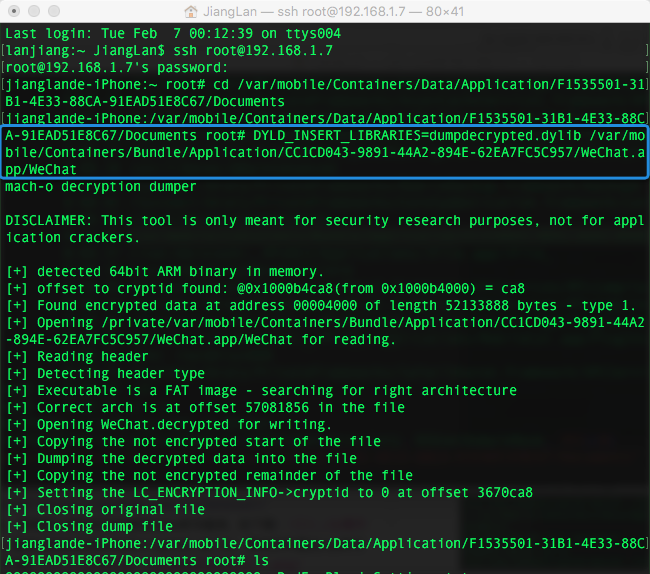 JiangLan — ssh root@192.168.1.7 — 80×41
Last login: Tue Feb  7 00:12:39 on ttys004
[lanjiang:~ JiangLan$ ssh root@192.168.1.7
[root@192.168.1.7's password:
[jianglande-iPhone:~ root# cd /var/mobile/Containers/Data/Application/F1535501-31
B1-4E33-88CA-91EAD51E8C67/Documents
[jianglande-iPhone:/var/mobile/Containers/Data/Application/F1535501-31B1-4E33-88C
A-91EAD51E8C67/Documents root# DYLD_INSERT_LIBRARIES=dumpdecrypted.dylib /var/mo
bile/Containers/Bundle/Application/CC1CD043-9891-44A2-894E-62EA7FC5C957/WeChat.a
pp/WeChat
mach-o decryption dumper
DISCLAIMER: This tool is only meant for security research purposes, not for appl
ication crackers.
[+] detected 64bit ARM binary in memory.
[+] offset to cryptid found: @0x1000b4ca8(from 0x1000b4000) = ca8
[+] Found encrypted data at address 00004000 of length 52133888 bytes - type 1.
[+] Opening /private/var/mobile/Containers/Bundle/Application/CC1CD043-9891-44A2
-894E-62EA7FC5C957/WeChat.app/WeChat for reading.
[+] Reading header
[+] Detecting header type
[+] Executable is a FAT image - searching for right architecture
[+] Correct arch is at offset 57081856 in the file
[+] Opening WeChat.decrypted for writing.
[+] Copying the not encrypted start of the file
[+] Dumping the decrypted data into the file
[+] Copying the not encrypted remainder of the file
[+] Setting the LC_ENCRYPTION_INFO->cryptid to 0 at offset 3670ca8
[+] Closing original file
[+] Closing dump file
[jianglande-iPhone:/var/mobile/Containers/Data/Application/F1535501-31B1-4E33-88C
A-91EAD51E8C67/Documents root# ls